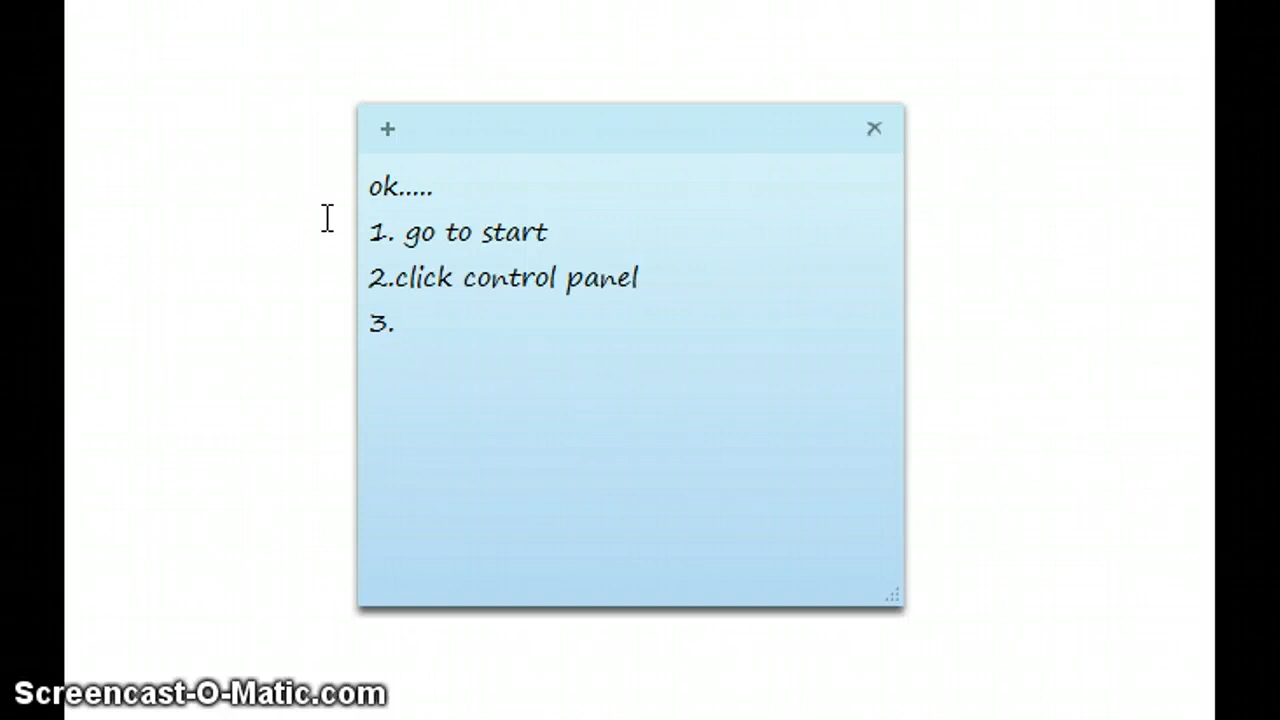 ok.....
1. go to start
2.click control panel
3.
Screencast-O-Matic.com